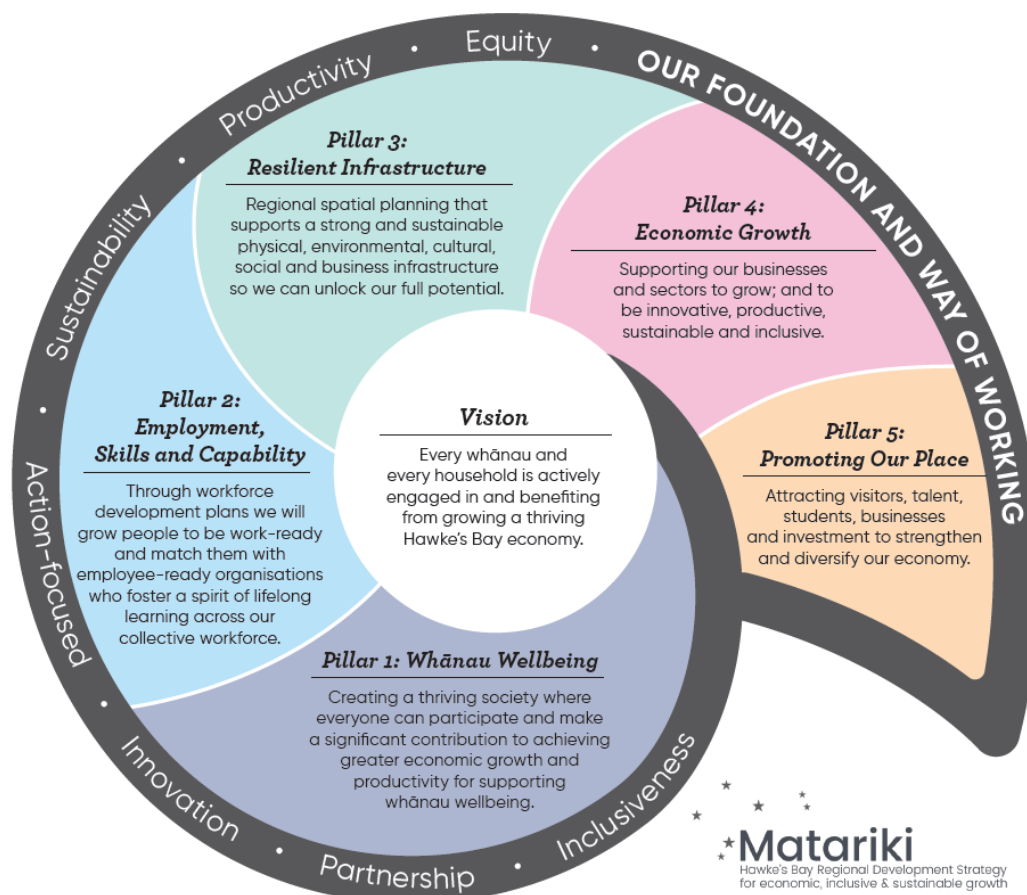 Equity
Productivity
Sustainability
Action-focused
Innovation
Partnership
Inclusiveness
OUR FOUNDATION AND WAY OF WORKING
Vision
Every whānau and
every household is actively
engaged in and benefiting
from growing a thriving
Hawke's Bay economy.
Pillar 1: Whānau Wellbeing
Creating a thriving society where
everyone can participate and make
a significant contribution to achieving
greater economic growth and
productivity for supporting
whānau wellbeing.
Pillar 2:
Employment,
Skills and Capability
Through workforce
development plans we will
grow people to be work-ready
and match them with
employee-ready organisations
who foster a spirit of lifelong
learning across our
collective workforce.
Pillar 3:
Resilient Infrastructure
Regional spatial planning that
supports a strong and sustainable
physical, environmental, cultural,
social and business infrastructure
so we can unlock our full potential.
Pillar 4:
Economic Growth
Supporting our businesses
and sectors to grow; and to
be innovative, productive,
sustainable and inclusive.
Pillar 5:
Promoting Our Place
Attracting visitors, talent,
students, businesses
and investment to strengthen
and diversify our economy.
Matariki
Hawke's Bay Regional Development Strategy
for economic, inclusive & sustainable growth